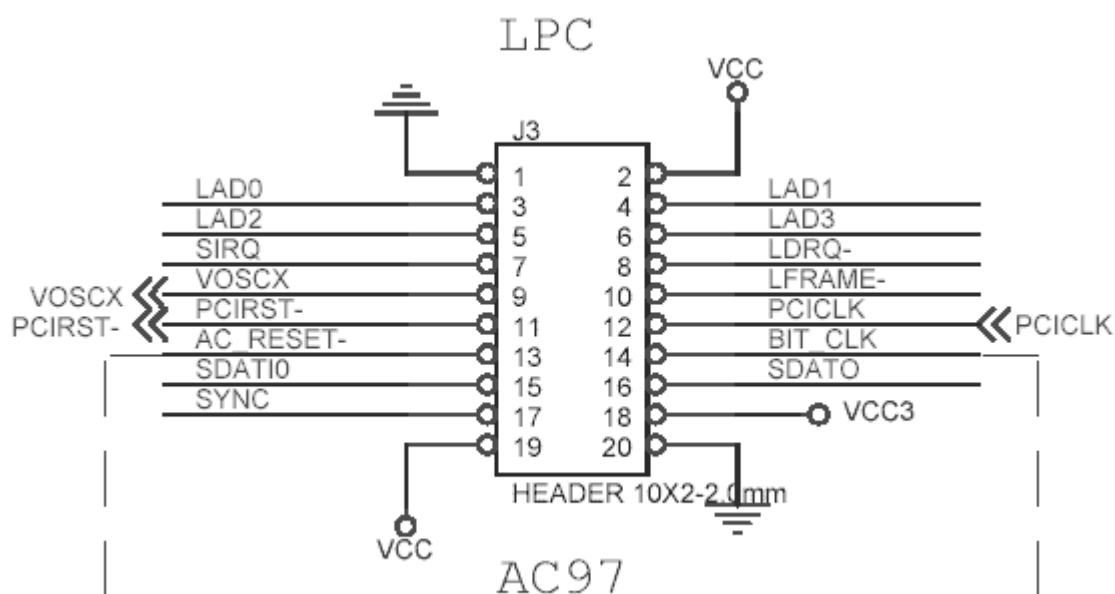 LPC
VCC
J3
1 2
LAD0 3 4 LAD1
LAD2 5 6 LAD3
SIRQ 7 8 LDRQ-
VOSCX VOSCX 9 10 LFRAME-
PCIRST- PCIRST- 11 12 PCICLK PCICLK
AC_RESET- 13 14 BIT_CLK
SDATI0 15 16 SDATO
SYNC 17 18 VCC3
19 20
HEADER 10X2-2.0mm
VCC
AC97